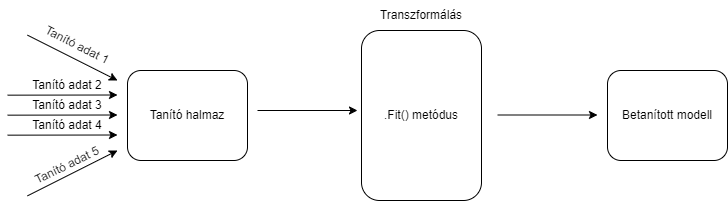 Transzformálás
Tanító adat 1
Tanító adat 2
Tanító adat 3
Tanító adat 4
Tanító adat 5
Tanító halmaz
.Fit() metódus
Betanított modell